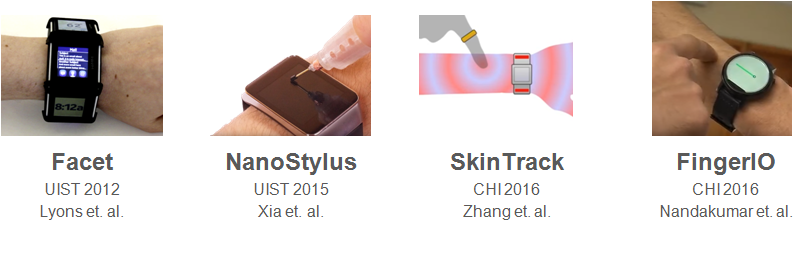 62
8:12a
Facet
UIST 2012
Lyons et. al.
NanoStylus
UIST 2015
Xia et. al.
SkinTrack
CHI 2016
Zhang et. al.
FingerIO
CHI 2016
Nandakumar et. al.